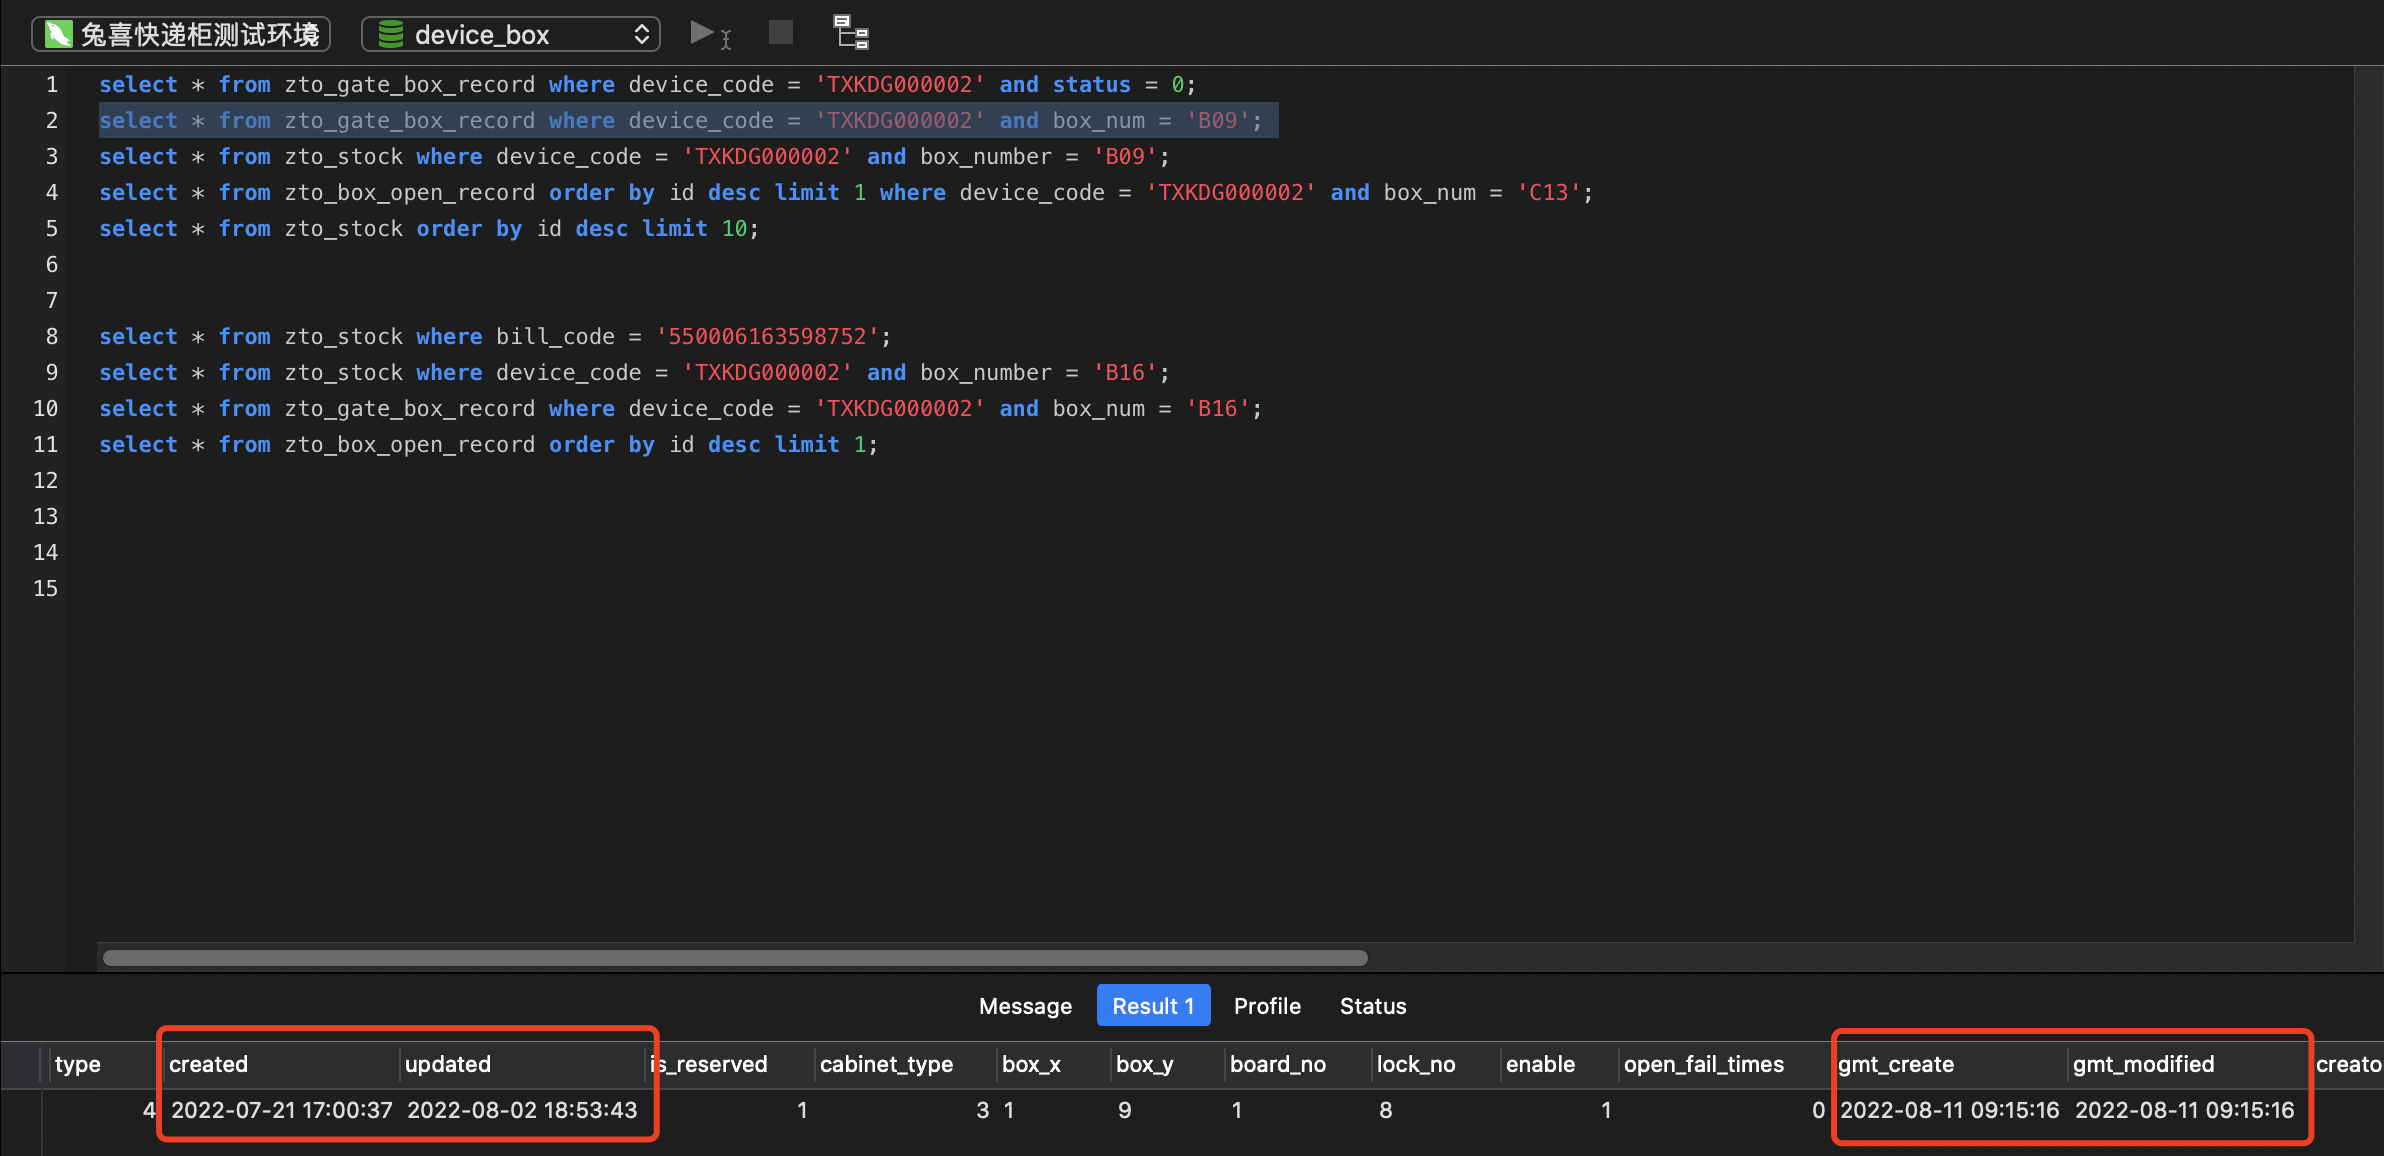 兔喜快递柜测试环境 device_box
1 select * from zto_gate_box_record where device_code = 'TXKDG000002' and status = 0;
2 select * from zto_gate_box_record where device_code = 'TXKDG000002' and box_num = 'B09';
3 select * from zto_stock where device_code = 'TXKDG000002' and box_number = 'B09';
4 select * from zto_box_open_record order by id desc limit 1 where device_code = 'TXKDG000002' and box_num = 'C13';
5 select * from zto_stock order by id desc limit 10;
6
7
8 select * from zto_stock where bill_code = '550006163598752';
9 select * from zto_stock where device_code = 'TXKDG000002' and box_number = 'B16';
10 select * from zto_gate_box_record where device_code = 'TXKDG000002' and box_num = 'B16';
11 select * from zto_box_open_record order by id desc limit 1;
12
13
14
15
Message Result 1 Profile Status
type created updated is_reserved cabinet_type box_x box_y board_no lock_no enable open_fail_times gmt_create gmt_modified creato
4 2022-07-21 17:00:37 2022-08-02 18:53:43 1 3 1 9 1 8 1 0 2022-08-11 09:15:16 2022-08-11 09:15:16